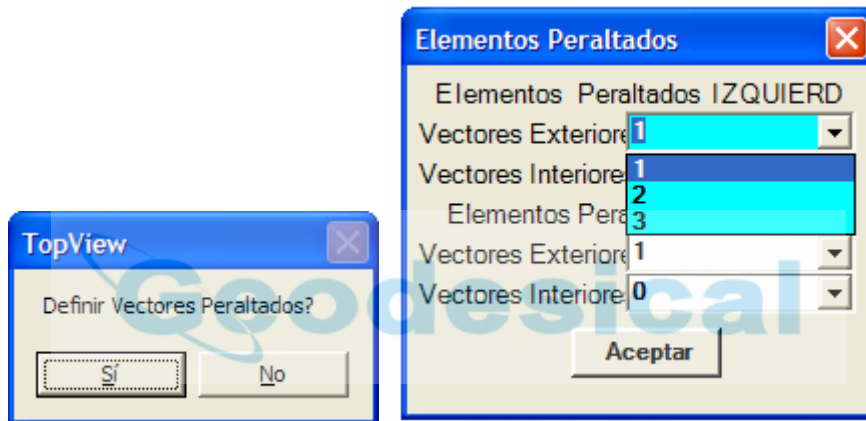 TopView
Definir Vectores Peraltados?
Sí
No
Elementos Peraltados
Elementos Peraltados IZQUIERD
Vectores Exteriore 1
1
2
3
Vectores Interiore
Elementos Pera
Vectores Exteriore 1
Vectores Interiore 0
Aceptar
Geodesical